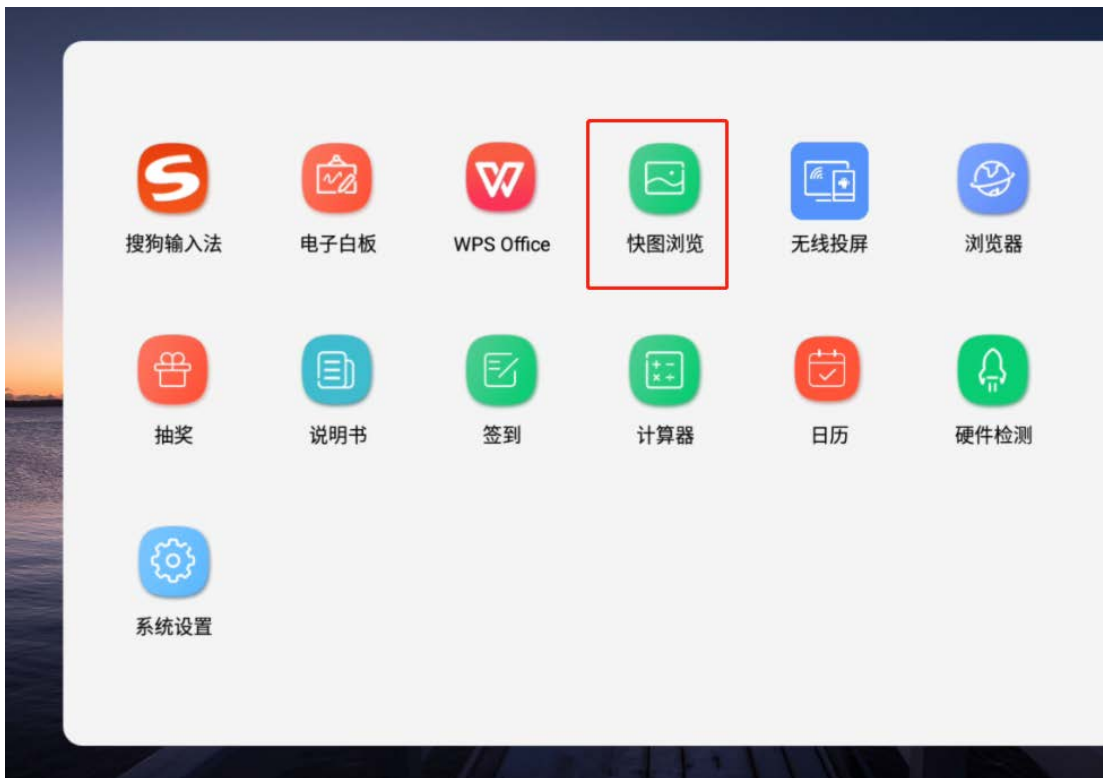 搜狗输入法
电子白板
WPS Office
快图浏览
无线投屏
浏览器
抽奖
说明书
签到
计算器
日历
硬件检测
系统设置